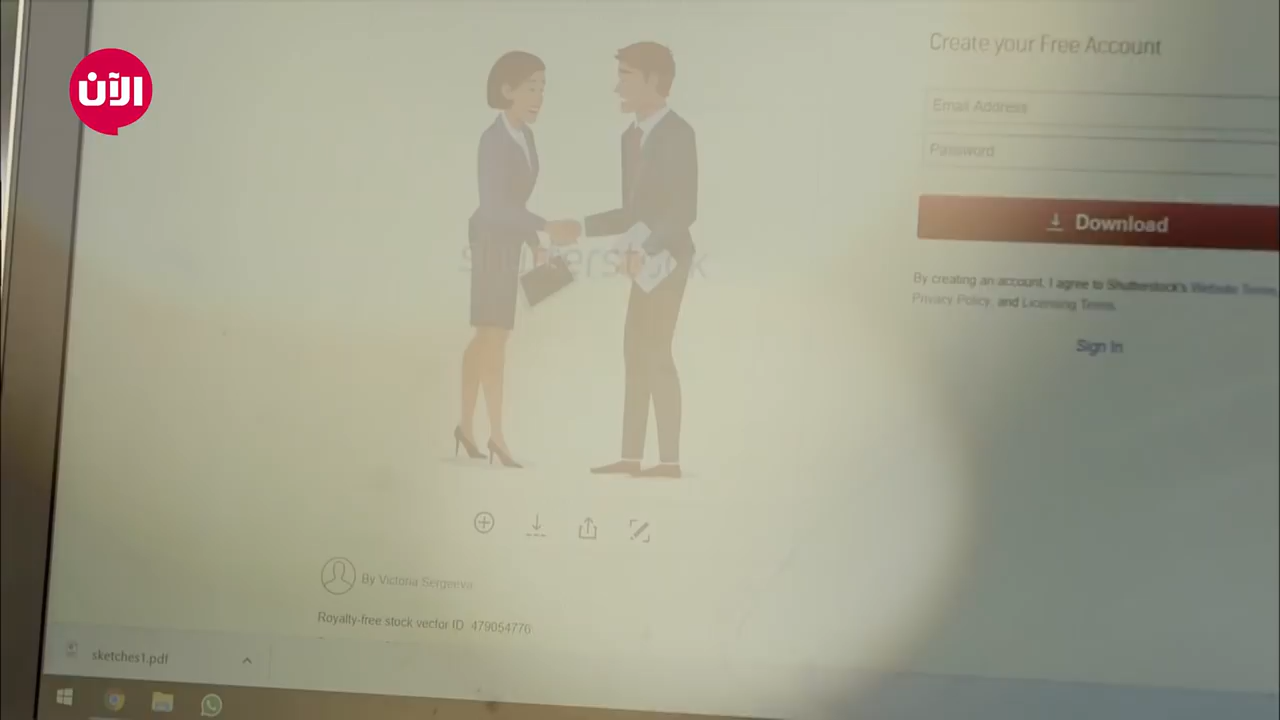 الآن
Create your Free Account
Email Address
Password
Download
shutterstock
By creating an account, I agree to Shutterstock's Website Terms,
Privacy Policy, and Licensing Terms.
Sign In
By Victoria Sergeeva
Royalty-free stock vector ID: 479054776
sketches1.pdf